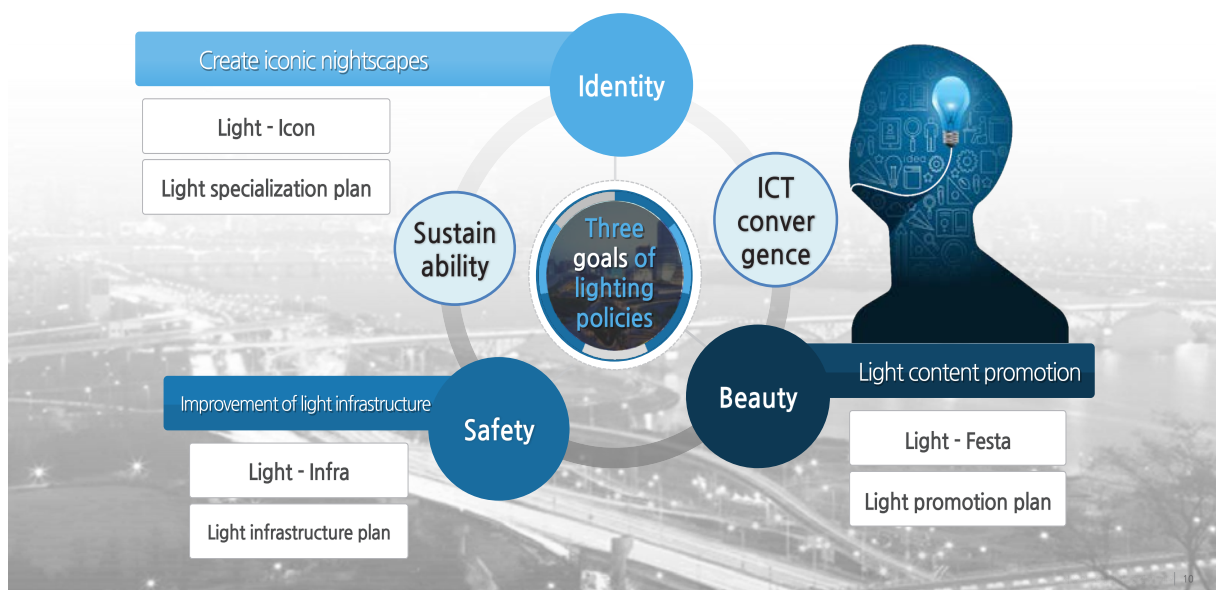 Create iconic nightscapes
Identity
Light - Icon
Light specialization plan
Sustain
ability
ICT
conver
gence
idea
Three
goals of
lighting
policies
Improvement of light infrastructure
Safety
Light - Infra
Light infrastructure plan
Beauty
Light content promotion
Light - Festa
Light promotion plan
10